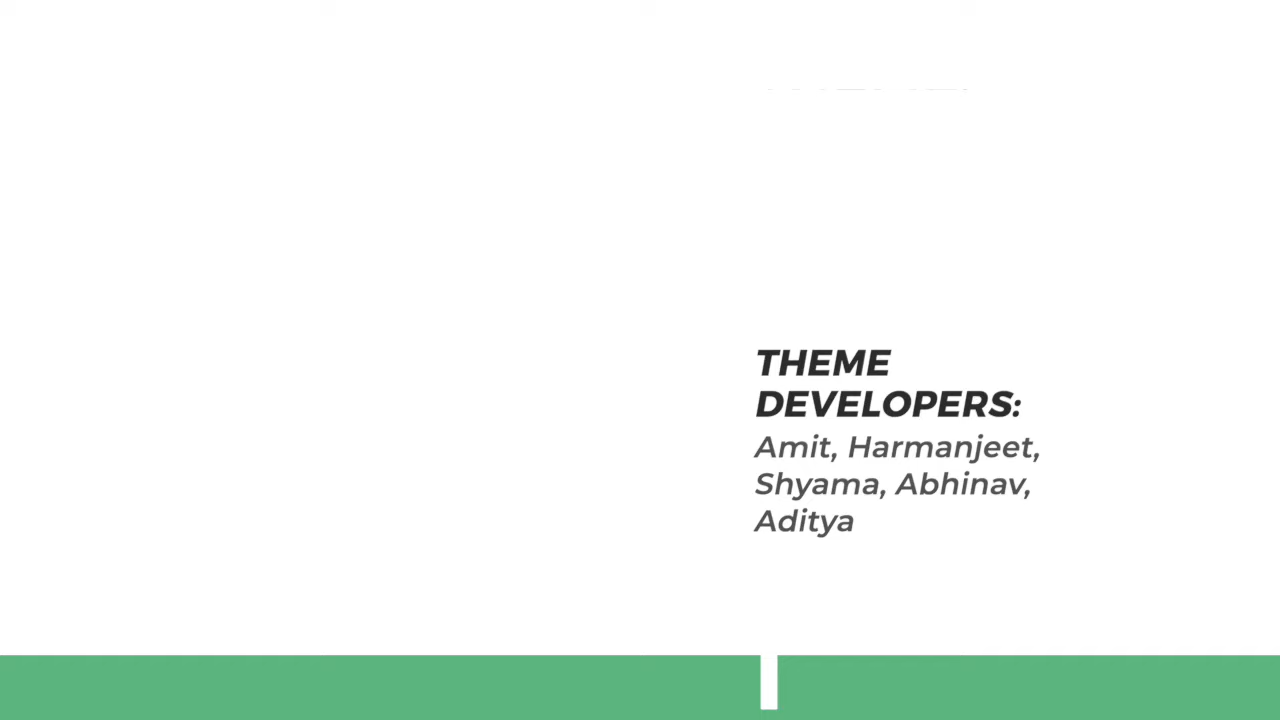 THEME
DEVELOPERS:
Amit, Harmanjeet,
Shyama, Abhinav,
Aditya